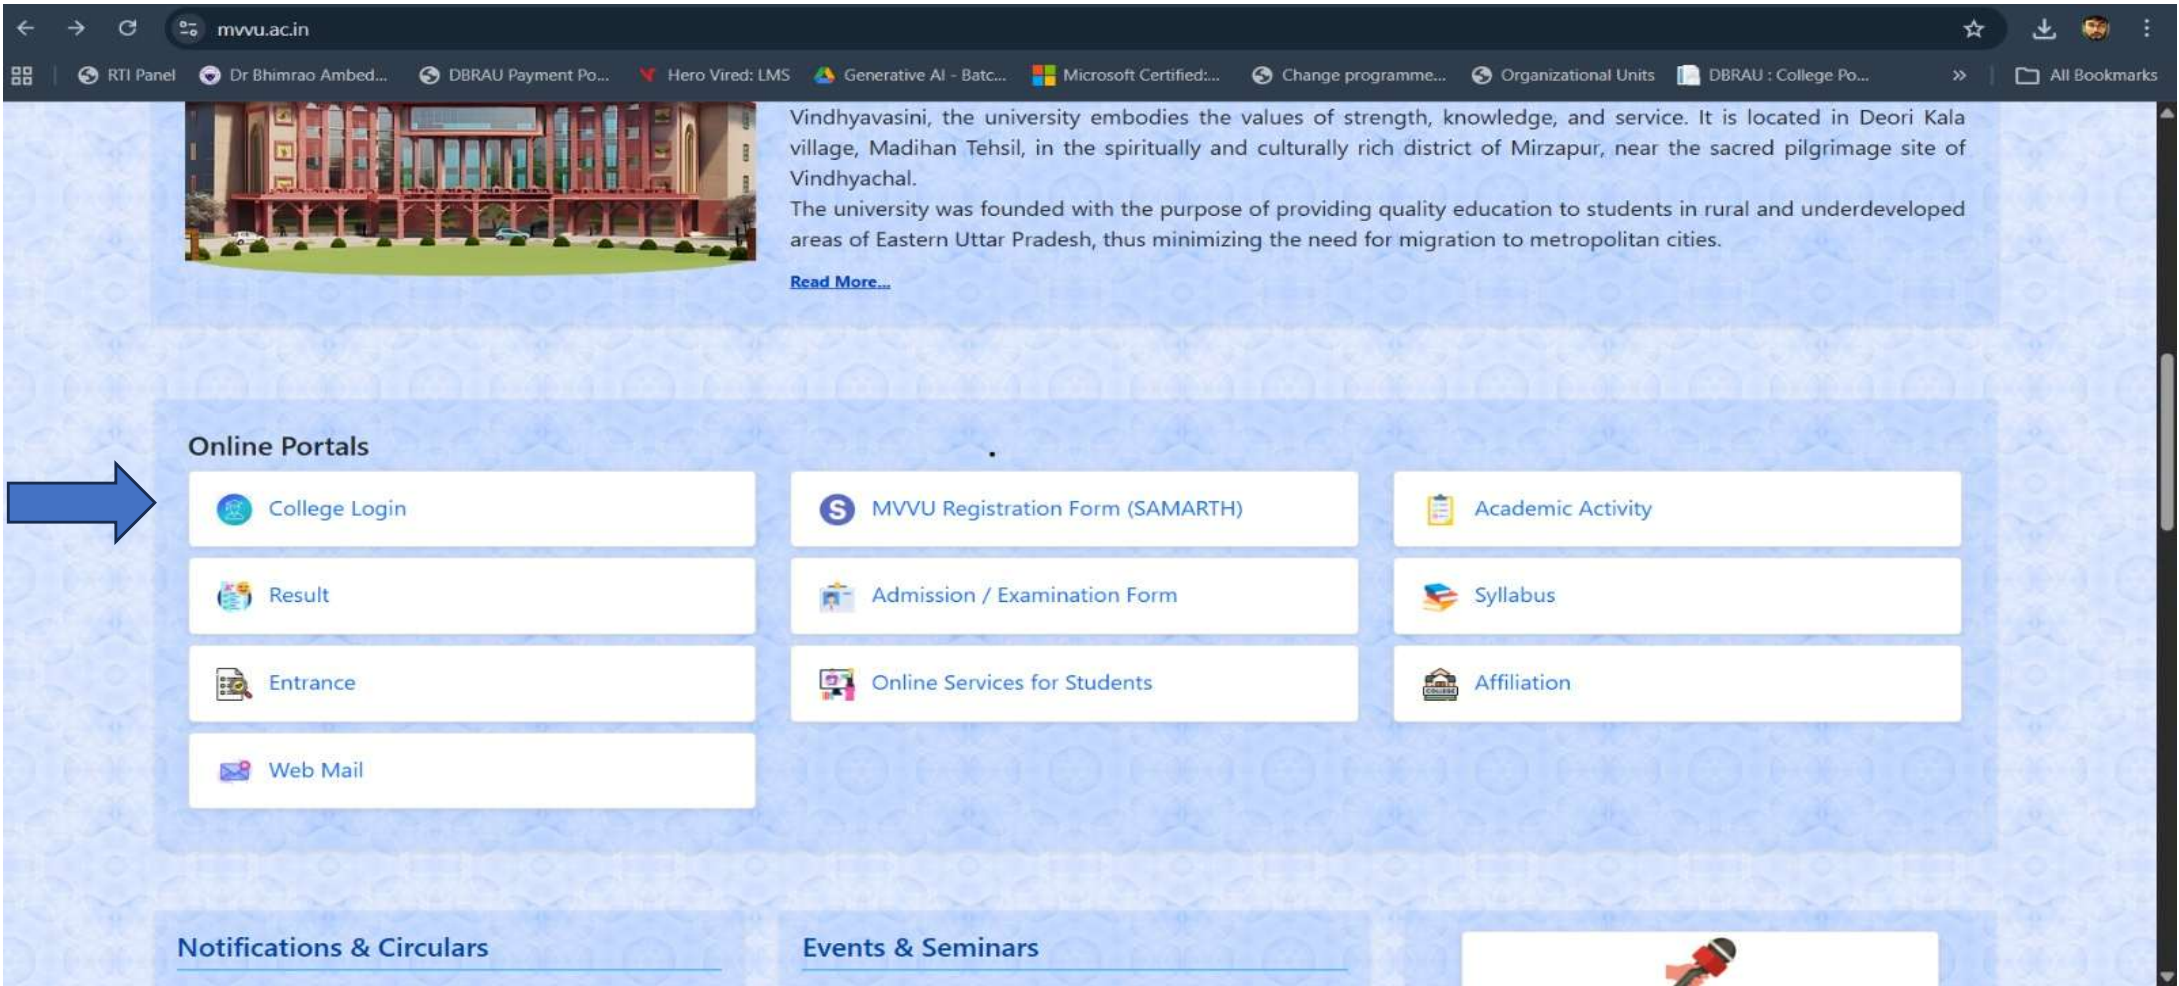 mvvu.ac.in
RTI Panel
Dr Bhimrao Ambed...
DBRAU Payment Po...
Hero Vired: LMS
Generative AI - Batc...
Microsoft Certified:...
Change programme...
Organizational Units
DBRAU : College Po...
»
All Bookmarks
Vindhyavasini, the university embodies the values of strength, knowledge, and service. It is located in Deori Kala
village, Madihan Tehsil, in the spiritually and culturally rich district of Mirzapur, near the sacred pilgrimage site of
Vindhyachal.
The university was founded with the purpose of providing quality education to students in rural and underdeveloped
areas of Eastern Uttar Pradesh, thus minimizing the need for migration to metropolitan cities.
Read More...
Online Portals
College Login
S MVVU Registration Form (SAMARTH)
Academic Activity
Result
Admission / Examination Form
Syllabus
Entrance
Online Services for Students
COLLEGE Affiliation
Web Mail
Notifications & Circulars
Events & Seminars